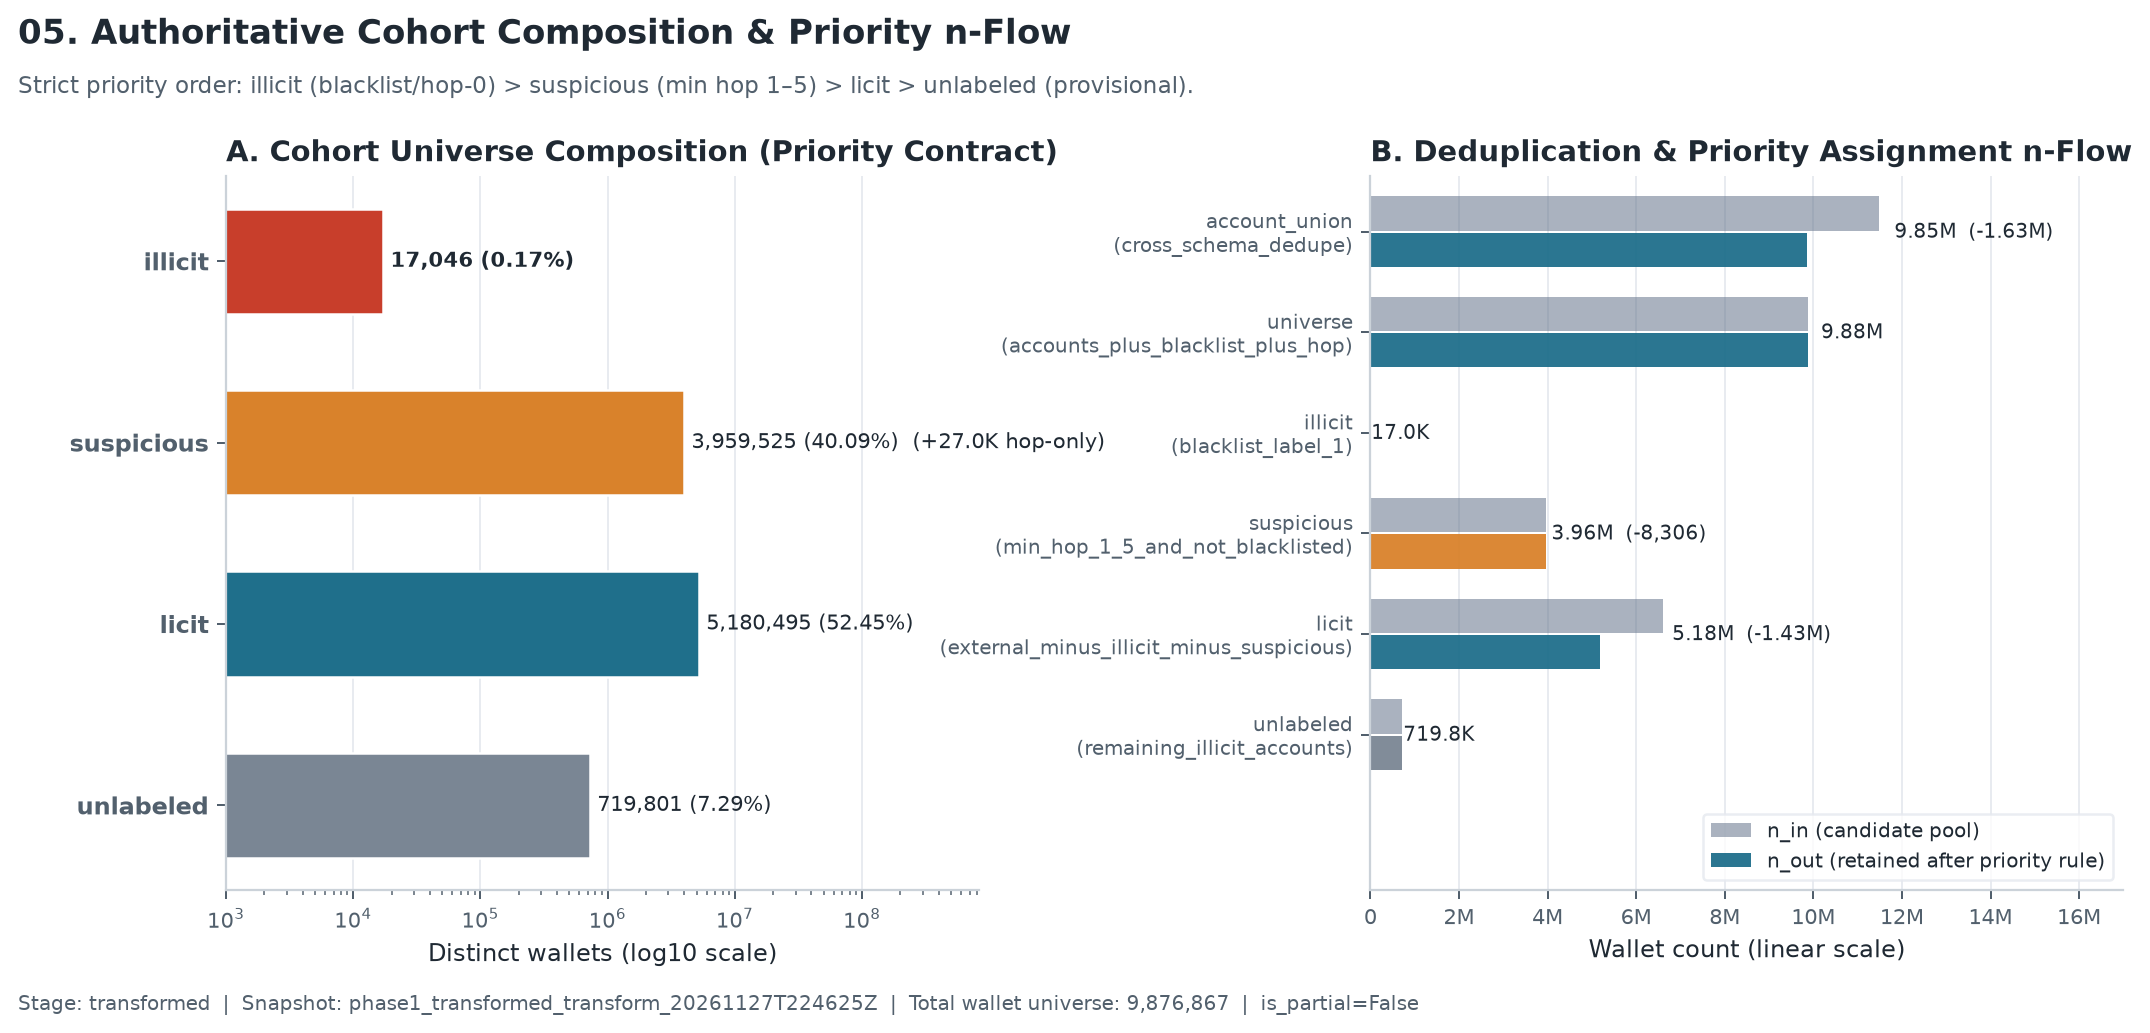 05. Authoritative Cohort Composition & Priority n-Flow
Strict priority order: illicit (blacklist/hop-0) > suspicious (min hop 1–5) > licit > unlabeled (provisional).
A. Cohort Universe Composition (Priority Contract)
illicit
17,046 (0.17%)
suspicious
3,959,525 (40.09%)  (+27.0K hop-only)
licit
5,180,495 (52.45%)
unlabeled
719,801 (7.29%)
10³ 10⁴ 10⁵ 10⁶ 10⁷ 10⁸
Distinct wallets (log10 scale)
B. Deduplication & Priority Assignment n-Flow
account_union
(cross_schema_dedupe)
9.85M  (-1.63M)
universe
(accounts_plus_blacklist_plus_hop)
9.88M
illicit
(blacklist_label_1)
17.0K
suspicious
(min_hop_1_5_and_not_blacklisted)
3.96M  (-8,306)
licit
(external_minus_illicit_minus_suspicious)
5.18M  (-1.43M)
unlabeled
(remaining_illicit_accounts)
719.8K
n_in (candidate pool)
n_out (retained after priority rule)
0 2M 4M 6M 8M 10M 12M 14M 16M
Wallet count (linear scale)
Stage: transformed  |  Snapshot: phase1_transformed_transform_20261127T224625Z  |  Total wallet universe: 9,876,867  |  is_partial=False